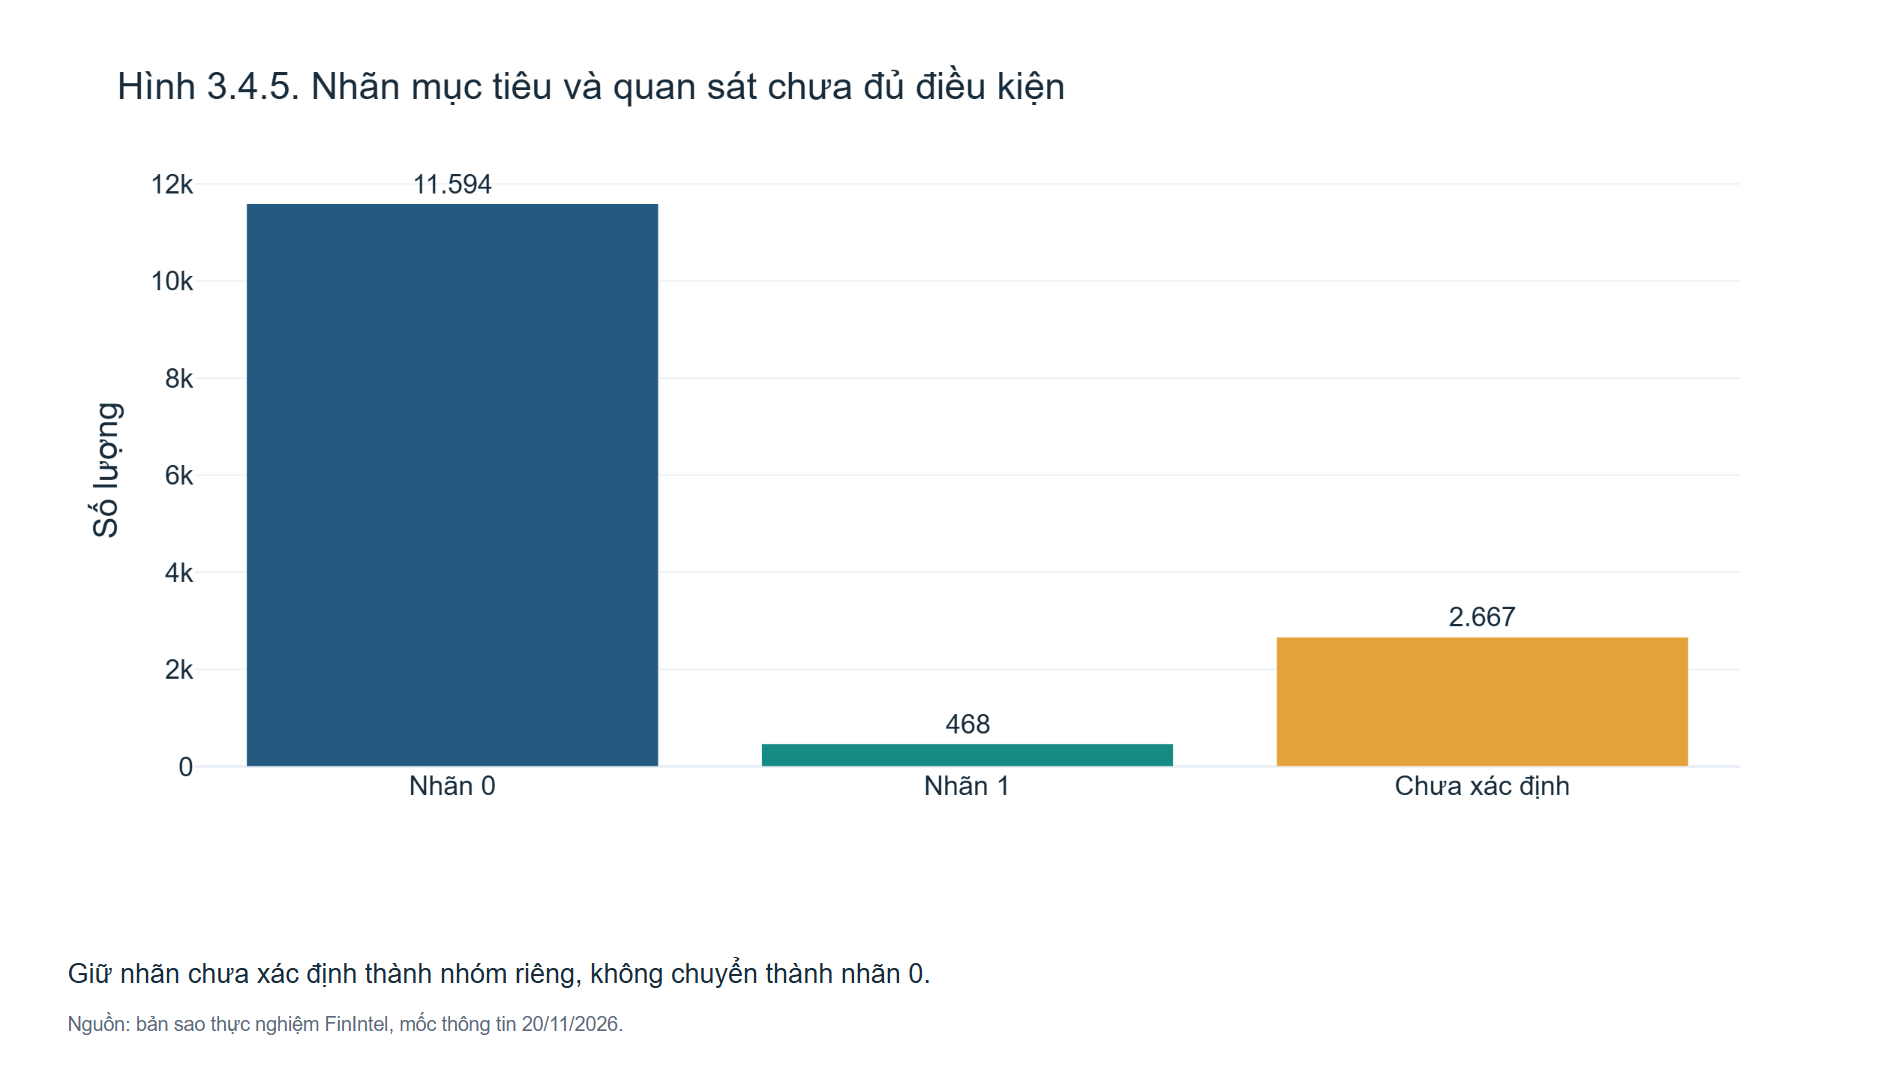 Hình 3.4.5. Nhãn mục tiêu và quan sát chưa đủ điều kiện
Số lượng
12k
10k
8k
6k
4k
2k
0
11.594
468
2.667
Nhãn 0
Nhãn 1
Chưa xác định
Giữ nhãn chưa xác định thành nhóm riêng, không chuyển thành nhãn 0.
Nguồn: bản sao thực nghiệm FinIntel, mốc thông tin 20/11/2026.